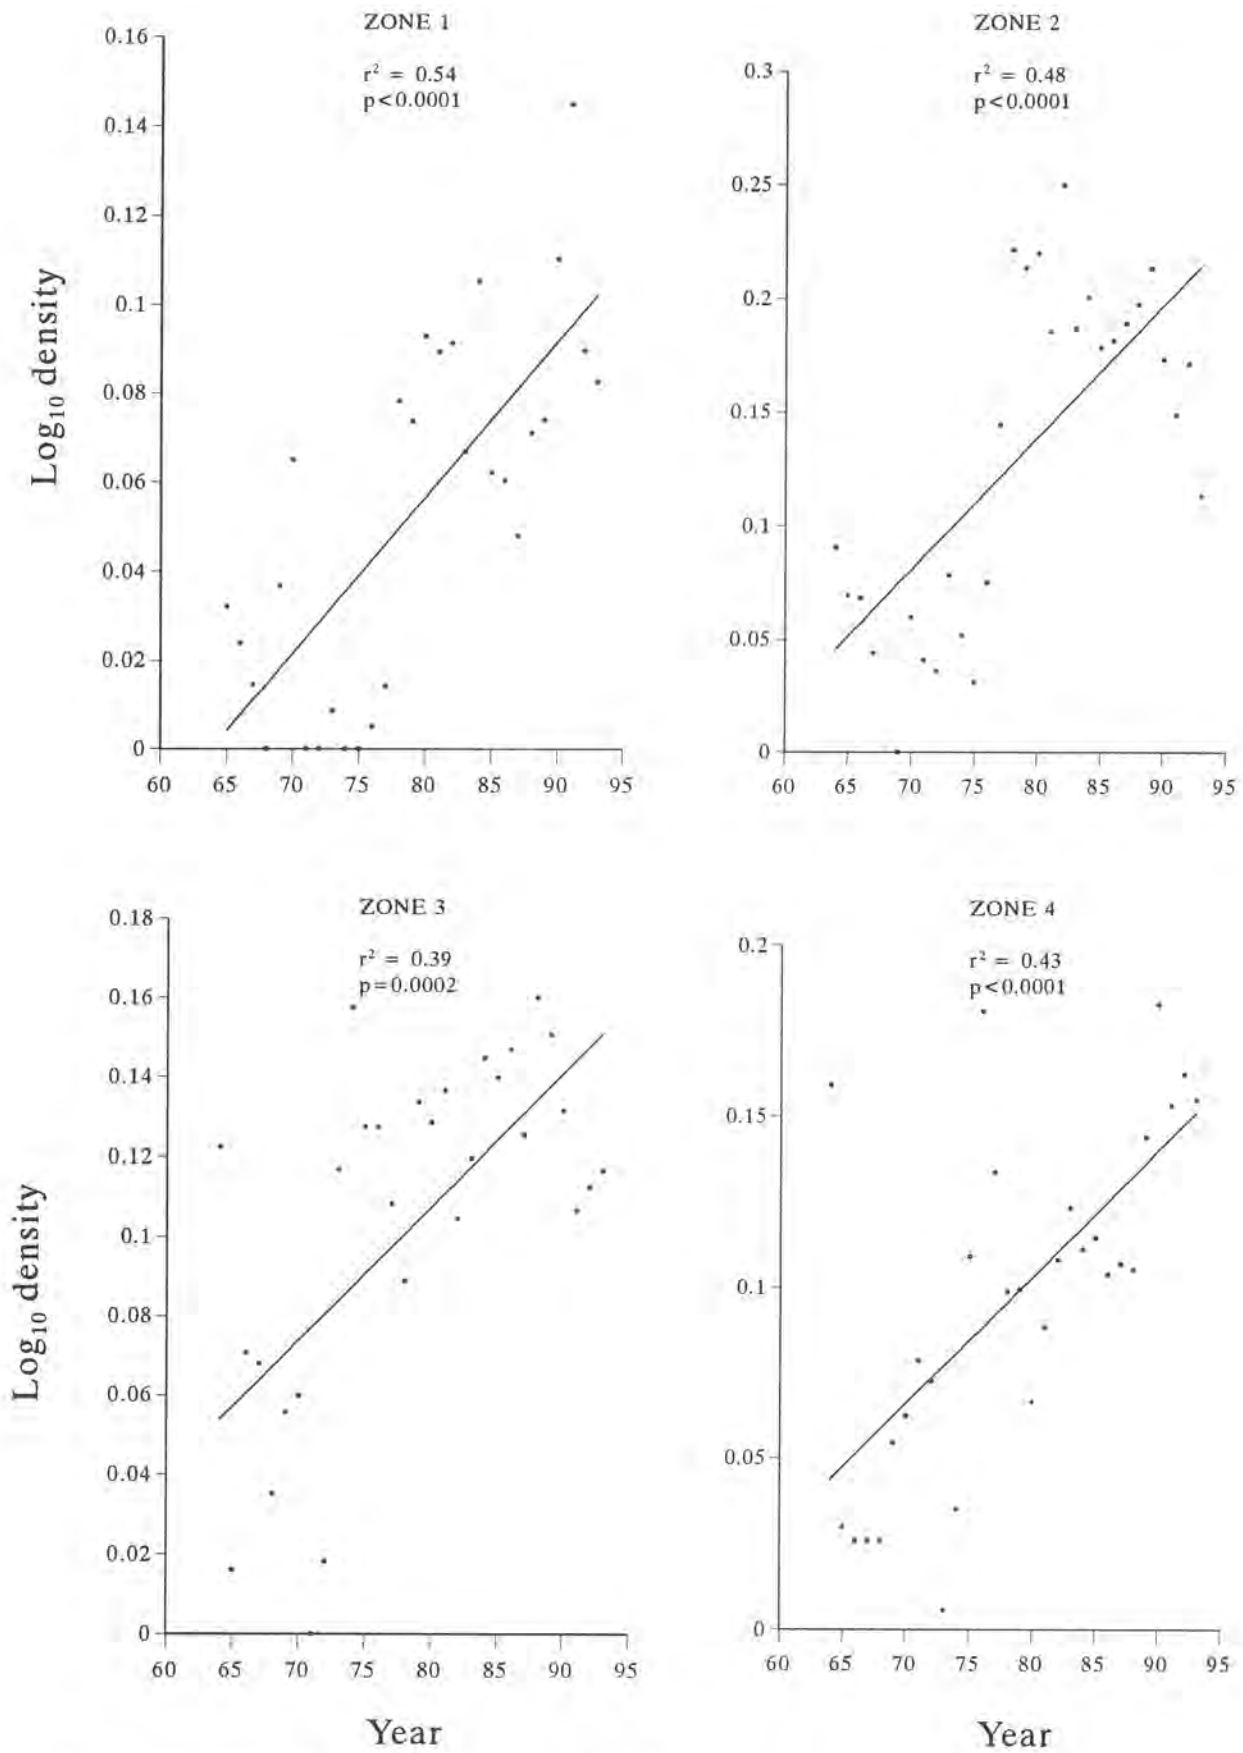 ZONE 1
r² = 0.54
p<0.0001
Log₁₀ density
0.16
0.14
0.12
0.1
0.08
0.06
0.04
0.02
0
60 65 70 75 80 85 90 95
ZONE 2
r² = 0.48
p<0.0001
0.3
0.25
0.2
0.15
0.1
0.05
0
60 65 70 75 80 85 90 95
ZONE 3
r² = 0.39
p=0.0002
Log₁₀ density
0.18
0.16
0.14
0.12
0.1
0.08
0.06
0.04
0.02
0
60 65 70 75 80 85 90 95
Year
ZONE 4
r² = 0.43
p<0.0001
0.2
0.15
0.1
0.05
0
60 65 70 75 80 85 90 95
Year